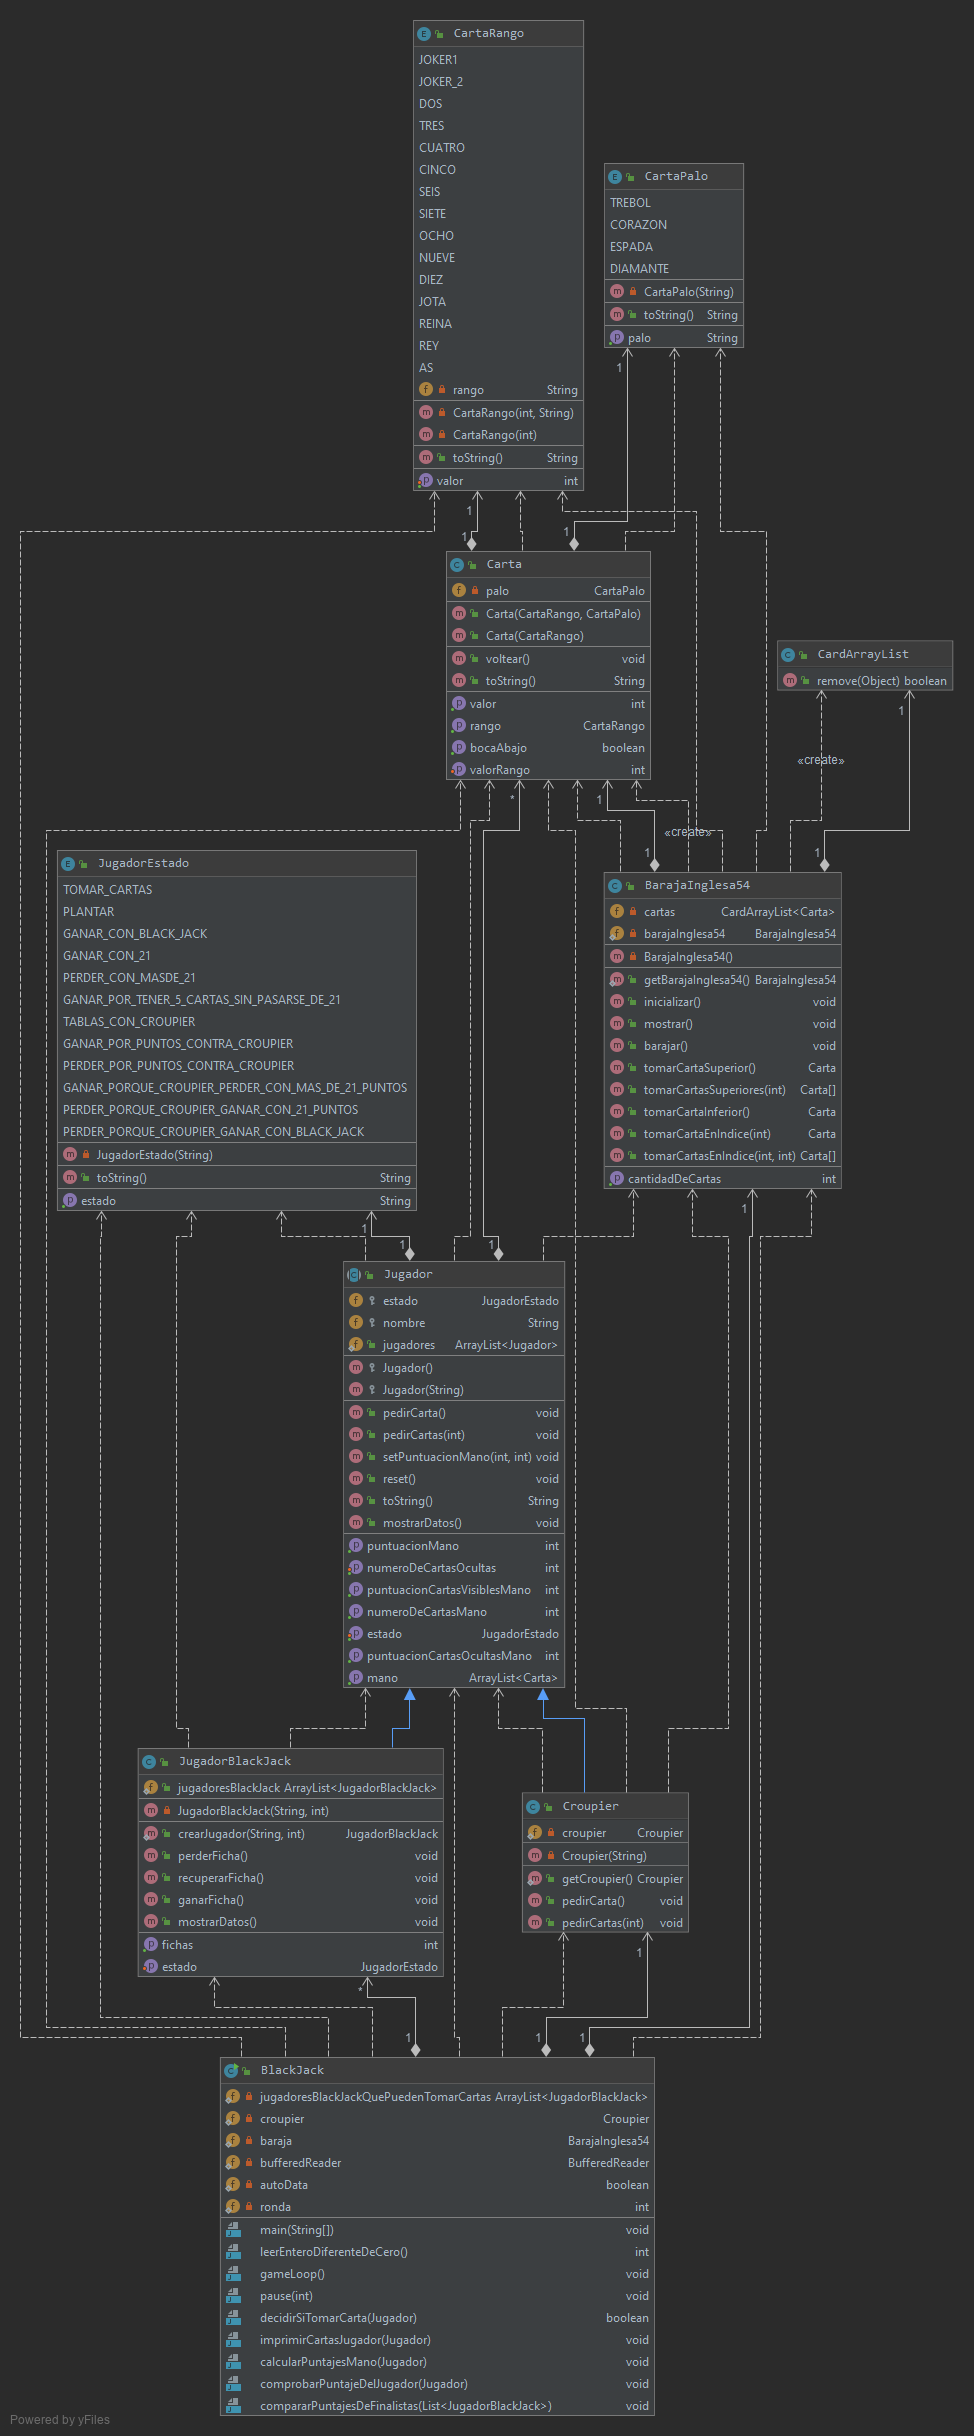 CartaRango
JOKER1
JOKER_2
DOS
TRES
CUATRO
CINCO
SEIS
SIETE
OCHO
NUEVE
DIEZ
JOTA
REINA
REY
AS
rango String
CartaRango(int, String)
CartaRango(int)
toString() String
valor int
CartaPalo
TREBOL
CORAZON
ESPADA
DIAMANTE
CartaPalo(String)
toString() String
palo String
1
1
1
1
Carta
palo CartaPalo
Carta(CartaRango, CartaPalo)
Carta(CartaRango)
voltear() void
toString() String
valor int
rango CartaRango
bocaAbajo boolean
valorRango int
CardArrayList
remove(Object) boolean
1
«create»
*
1
«create»
1
1
JugadorEstado
TOMAR_CARTAS
PLANTAR
GANAR_CON_BLACK_JACK
GANAR_CON_21
PERDER_CON_MASDE_21
GANAR_POR_TENER_5_CARTAS_SIN_PASARSE_DE_21
TABLAS_CON_CROUPIER
GANAR_POR_PUNTOS_CONTRA_CROUPIER
PERDER_POR_PUNTOS_CONTRA_CROUPIER
GANAR_PORQUE_CROUPIER_PERDER_CON_MAS_DE_21_PUNTOS
PERDER_PORQUE_CROUPIER_GANAR_CON_21_PUNTOS
PERDER_PORQUE_CROUPIER_GANAR_CON_BLACK_JACK
JugadorEstado(String)
toString() String
estado String
BarajaInglesa54
cartas CardArrayList<Carta>
barajaInglesa54 BarajaInglesa54
BarajaInglesa54()
getBarajaInglesa54() BarajaInglesa54
inicializar() void
mostrar() void
barajar() void
tomarCartaSuperior() Carta
tomarCartasSuperiores(int) Carta[]
tomarCartaInferior() Carta
tomarCartaEnIndice(int) Carta
tomarCartasEnIndice(int, int) Carta[]
cantidadDeCartas int
1
1
1
1
Jugador
estado JugadorEstado
nombre String
jugadores ArrayList<Jugador>
Jugador()
Jugador(String)
pedirCarta() void
pedirCartas(int) void
setPuntuacionMano(int, int) void
reset() void
toString() String
mostrarDatos() void
puntuacionMano int
numeroDeCartasOcultas int
puntuacionCartasVisiblesMano int
numeroDeCartasMano int
estado JugadorEstado
puntuacionCartasOcultasMano int
mano ArrayList<Carta>
JugadorBlackJack
jugadoresBlackJack ArrayList<JugadorBlackJack>
JugadorBlackJack(String, int)
crearJugador(String, int) JugadorBlackJack
perderFicha() void
recuperarFicha() void
ganarFicha() void
mostrarDatos() void
fichas int
estado JugadorEstado
Croupier
croupier Croupier
Croupier(String)
getCroupier() Croupier
pedirCarta() void
pedirCartas(int) void
*
1
1
1
1
BlackJack
jugadoresBlackJackQuePuedenTomarCartas ArrayList<JugadorBlackJack>
croupier Croupier
baraja BarajaInglesa54
bufferedReader BufferedReader
autoData boolean
ronda int
main(String[]) void
leerEnteroDiferenteDeCero() int
gameLoop() void
pause(int) void
decidirSiTomarCarta(Jugador) boolean
imprimirCartasJugador(Jugador) void
calcularPuntajesMano(Jugador) void
comprobarPuntajeDelJugador(Jugador) void
compararPuntajesDeFinalistas(List<JugadorBlackJack>) void
Powered by yFiles